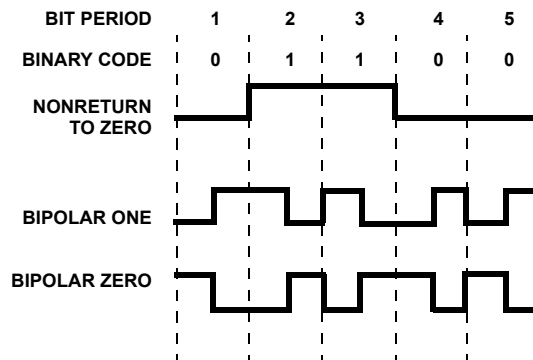 BIT PERIOD 1 2 3 4 5
BINARY CODE 0 1 1 0 0
NONRETURN
TO ZERO
BIPOLAR ONE
BIPOLAR ZERO